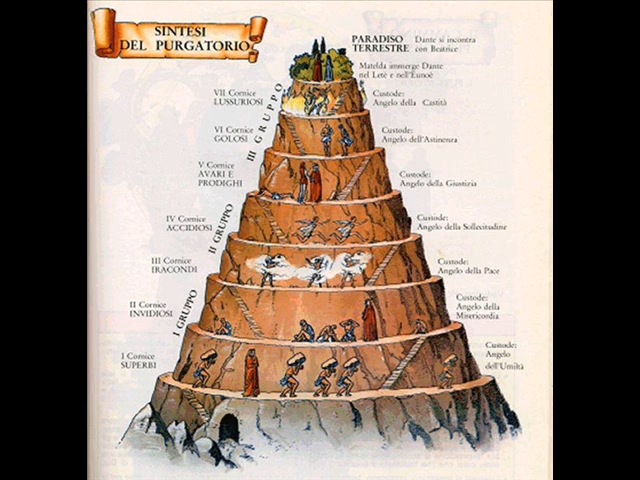 SINTESI
DEL PURGATORIO
PARADISO
TERRESTRE
Dante si incontra
con Beatrice
Matelda immerge Dante
nel Letè e nell'Eunoè
VII Cornice
LUSSURIOSI
Custode:
Angelo della Castità
VI Cornice
GOLOSI
Custode:
Angelo dell'Astinenza
III GRUPPO
V Cornice
AVARI E
PRODIGHI
Custode:
Angelo della Giustizia
IV Cornice
ACCIDIOSI
Custode:
Angelo della Sollecitudine
II GRUPPO
III Cornice
IRACONDI
Custode:
Angelo della Pace
II Cornice
INVIDIOSI
Custode:
Angelo della
Misericordia
I GRUPPO
I Cornice
SUPERBI
Custode:
Angelo
dell'Umiltà